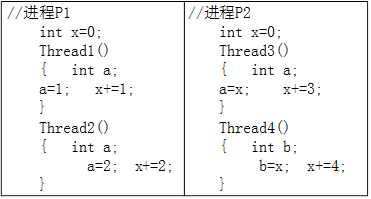 //进程P1
int x=0;
Thread1()
{ int a;
a=1; x+=1;
}
Thread2()
{ int a;
a=2; x+=2;
}
//进程P2
int x=0;
Thread3()
{ int a;
a=x; x+=3;
}
Thread4()
{ int b;
b=x; x+=4;
}